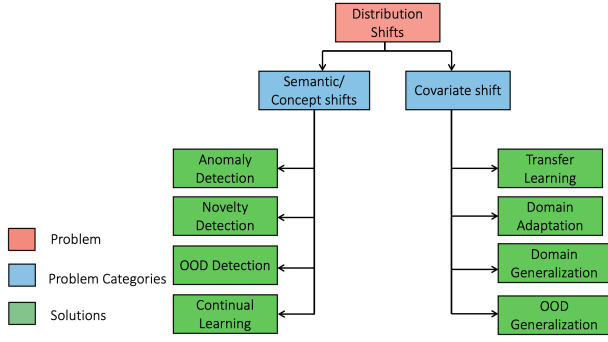 Distribution
Shifts
Semantic/
Concept shifts
Covariate shift
Anomaly
Detection
Novelty
Detection
OOD Detection
Continual
Learning
Transfer
Learning
Domain
Adaptation
Domain
Generalization
OOD
Generalization
Problem
Problem Categories
Solutions